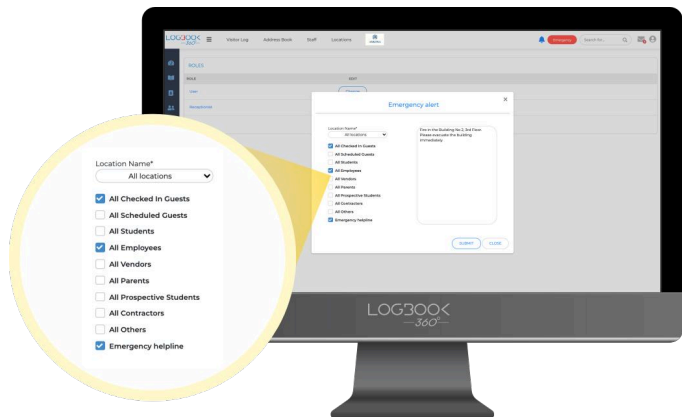 LOGBOOK
360°
Visitor Log
Address Book
Staff
Locations
Emergency
Search for...
ROLES
ROLE
EDIT
User
Receptionist
Emergency alert
×
Location Name*
All locations
All Checked In Guests
All Scheduled Guests
All Students
All Employees
All Vendors
All Parents
All Prospective Students
All Contractors
All Others
Emergency helpline
Fire in the Building No 2, 3rd Floor.
Please evacuate the building
immediately
SUBMIT
CLOSE
Location Name*
All locations
All Checked In Guests
All Scheduled Guests
All Students
All Employees
All Vendors
All Parents
All Prospective Students
All Contractors
All Others
Emergency helpline
LOGBOOK
360°